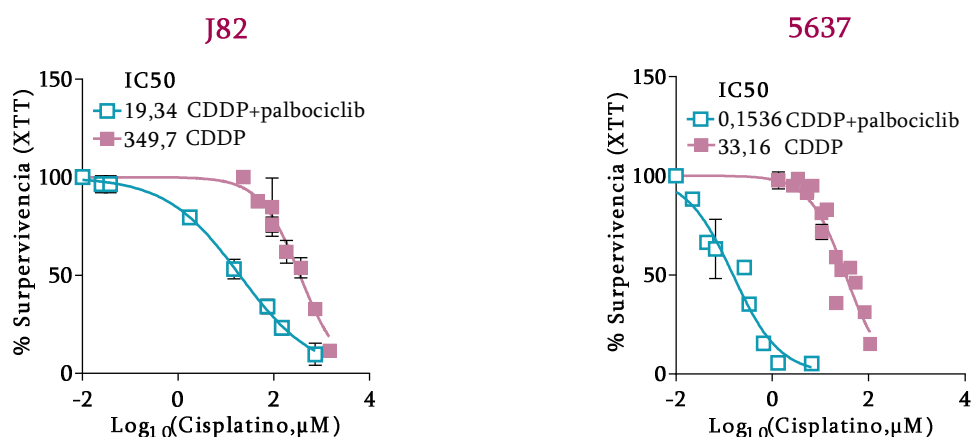 J82
IC50
19,34 CDDP+palbociclib
349,7 CDDP
% Surpervivencia (XTT)
150
100
50
0
-2 0 2 4
Log10(Cisplatino,µM)
5637
IC50
0,1536 CDDP+palbociclib
33,16 CDDP
% Surpervivencia (XTT)
150
100
50
0
-2 0 2 4
Log10(Cisplatino,µM)